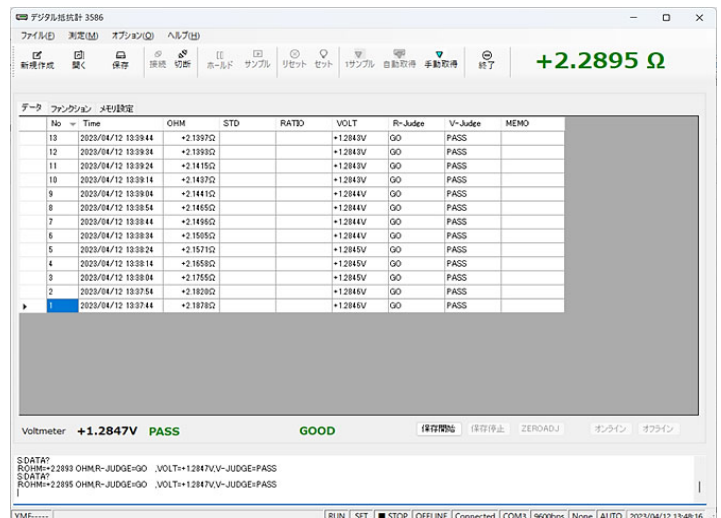 デジタル抵抗計 3586
ファイル(F) 測定(M) オプション(O) ヘルプ(H)
新規作成 開く 保存 接続 切断 ホールド サンプル リセット セット 1サンプル 自動取得 手動取得 終了 +2.2895 Ω
データ ファンクション メモリ設定
No Time OHM STD RATIO VOLT R-Judge V-Judge MEMO
13 2023/04/12 13:39:44 +2.1397Ω +1.2843V GO PASS
12 2023/04/12 13:39:34 +2.1393Ω +1.2843V GO PASS
11 2023/04/12 13:39:24 +2.1415Ω +1.2843V GO PASS
10 2023/04/12 13:39:14 +2.1437Ω +1.2843V GO PASS
9 2023/04/12 13:39:04 +2.1441Ω +1.2844V GO PASS
8 2023/04/12 13:38:54 +2.1465Ω +1.2844V GO PASS
7 2023/04/12 13:38:44 +2.1496Ω +1.2844V GO PASS
6 2023/04/12 13:38:34 +2.1505Ω +1.2844V GO PASS
5 2023/04/12 13:38:24 +2.1571Ω +1.2845V GO PASS
4 2023/04/12 13:38:14 +2.1658Ω +1.2845V GO PASS
3 2023/04/12 13:38:04 +2.1755Ω +1.2845V GO PASS
2 2023/04/12 13:37:54 +2.1820Ω +1.2846V GO PASS
1 2023/04/12 13:37:44 +2.1878Ω +1.2846V GO PASS
Voltmeter +1.2847V PASS GOOD 保存開始 保存停止 ZEROADJ オンライン オフライン
S:DATA?
R:OHM=+2.2893 OHM,R-JUDGE=GO ,VOLT=+1.2847V,V-JUDGE=PASS
S:DATA?
R:OHM=+2.2895 OHM,R-JUDGE=GO ,VOLT=+1.2847V,V-JUDGE=PASS
RUN SET STOP OFFLINE Connected COM3 9600bps None AUTO 2023/04/12 13:48:16